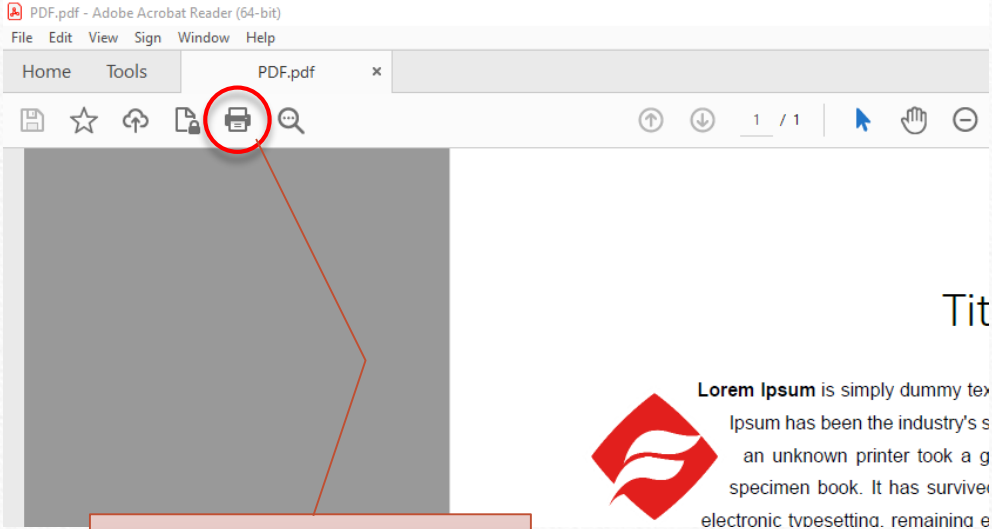 PDF.pdf - Adobe Acrobat Reader (64-bit)
File Edit View Sign Window Help
Home Tools PDF.pdf ×
1 / 1
Tit
Lorem Ipsum is simply dummy tex
Ipsum has been the industry's s
an unknown printer took a g
specimen book. It has survive
electronic typesetting, remaining e